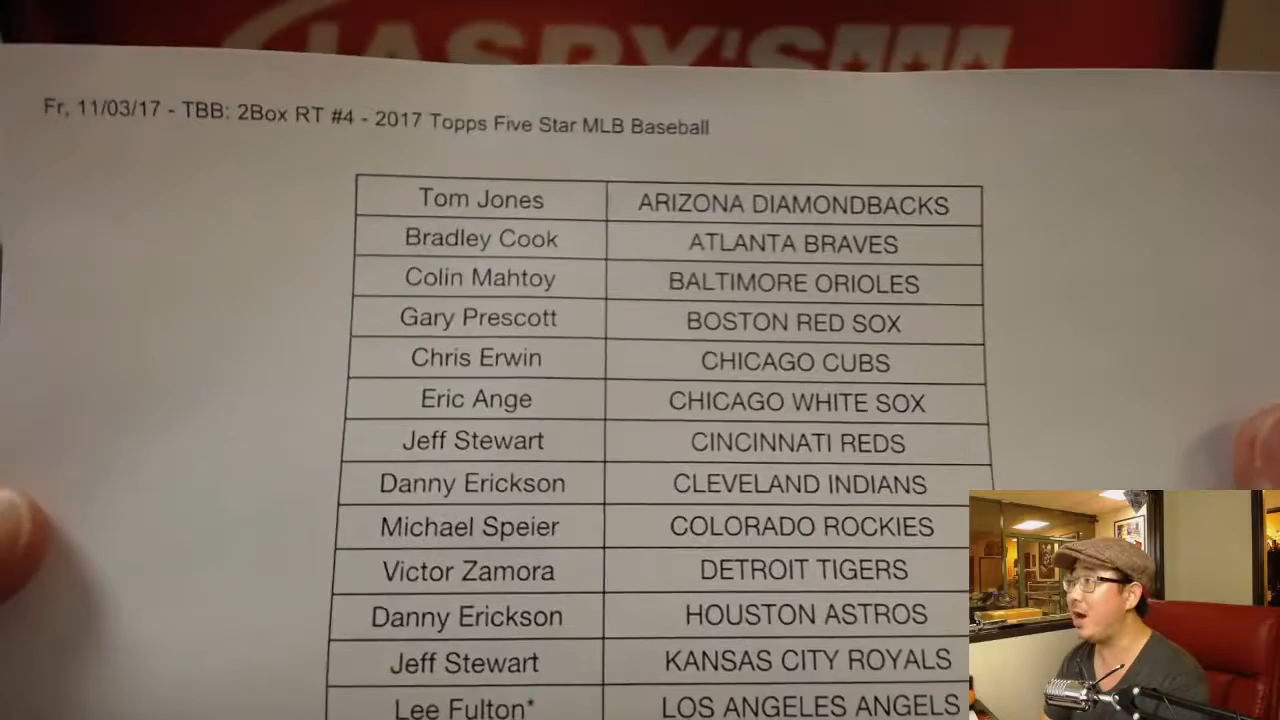 JASPY'S
Fr, 11/03/17 - TBB: 2Box RT #4 - 2017 Topps Five Star MLB Baseball
Tom Jones ARIZONA DIAMONDBACKS
Bradley Cook ATLANTA BRAVES
Colin Mahtoy BALTIMORE ORIOLES
Gary Prescott BOSTON RED SOX
Chris Erwin CHICAGO CUBS
Eric Ange CHICAGO WHITE SOX
Jeff Stewart CINCINNATI REDS
Danny Erickson CLEVELAND INDIANS
Michael Speier COLORADO ROCKIES
Victor Zamora DETROIT TIGERS
Danny Erickson HOUSTON ASTROS
Jeff Stewart KANSAS CITY ROYALS
Lee Fulton* LOS ANGELES ANGELS